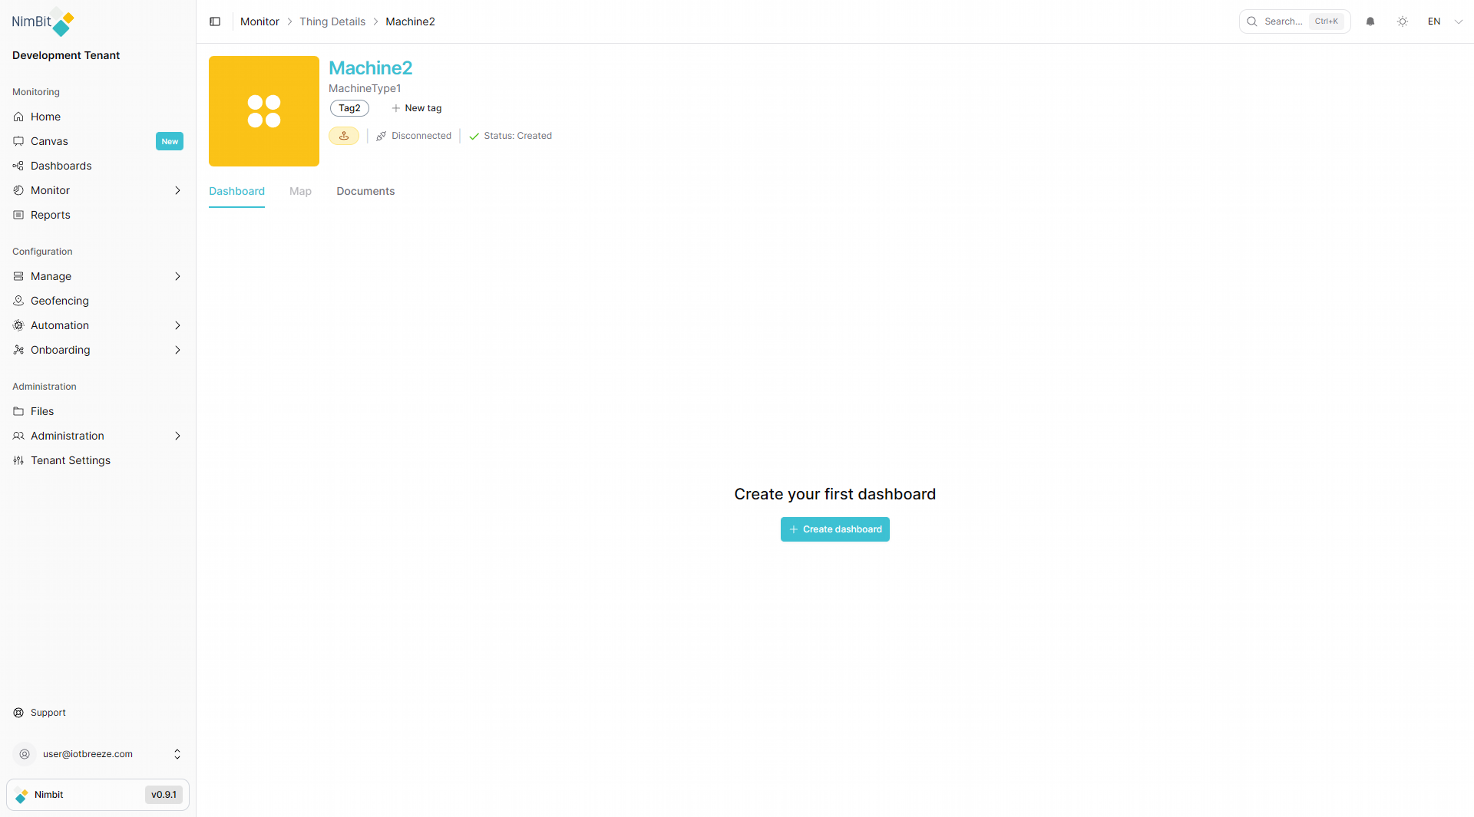 NimBit
Development Tenant
Monitoring
Home
Canvas New
Dashboards
Monitor
Reports
Configuration
Manage
Geofencing
Automation
Onboarding
Administration
Files
Administration
Tenant Settings
Support
user@iotbreeze.com
Nimbit v0.9.1
Monitor Thing Details Machine2
Search... Ctrl+K EN
Machine2
MachineType1
Tag2 New tag
Disconnected Status: Created
Dashboard Map Documents
Create your first dashboard
Create dashboard